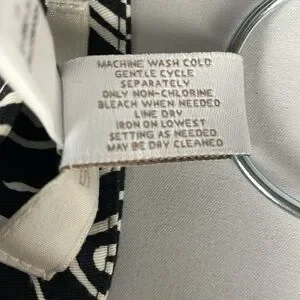 MACHINE WASH COLD
GENTLE CYCLE
SEPARATELY
ONLY NON-CHLORINE
BLEACH WHEN NEEDED
LINE DRY
IRON ON LOWEST
SETTING AS NEEDED
MAY BE DRY CLEANED